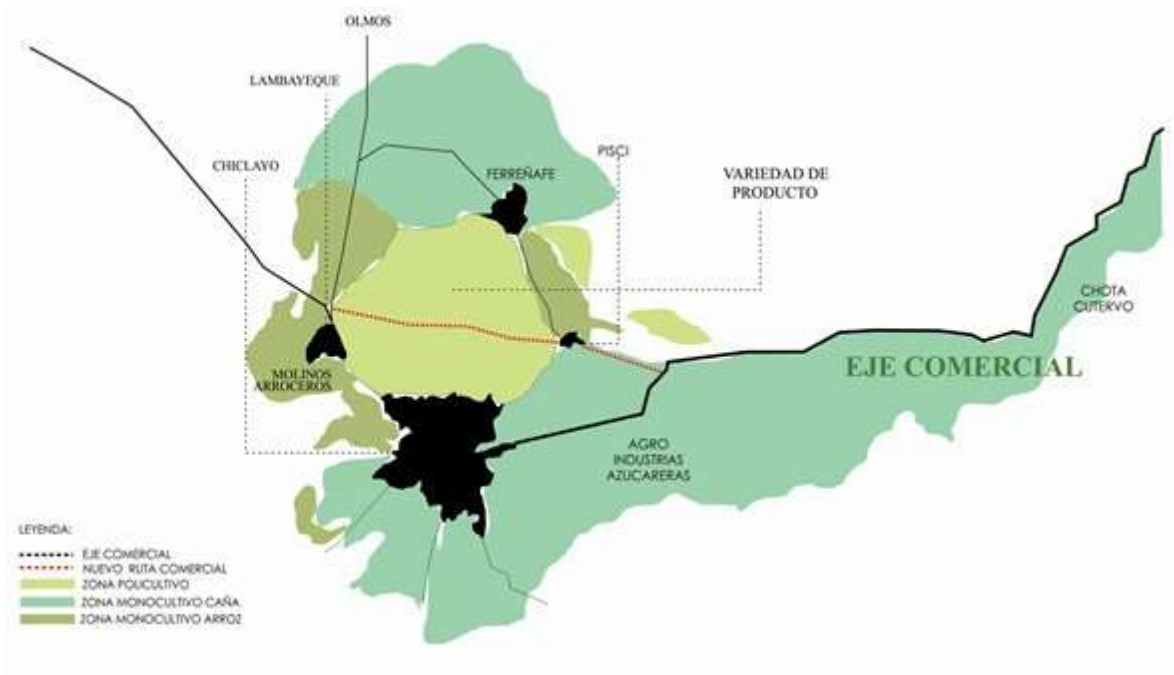 OLMOS
LAMBAYEQUE
CHICLAYO
FERREÑAFE
PISCI
VARIEDAD DE
PRODUCTO
CHOTA
CUTERVO
EJE COMERCIAL
MOLINOS
ARROCEROS
AGRO
INDUSTRIAS
AZUCARERAS
LEYENDA:
EJE COMERCIAL
NUEVO RUTA COMERCIAL
ZONA POLICULTIVO
ZONA MONOCULTIVO CAÑA
ZONA MONOCULTIVO ARROZ